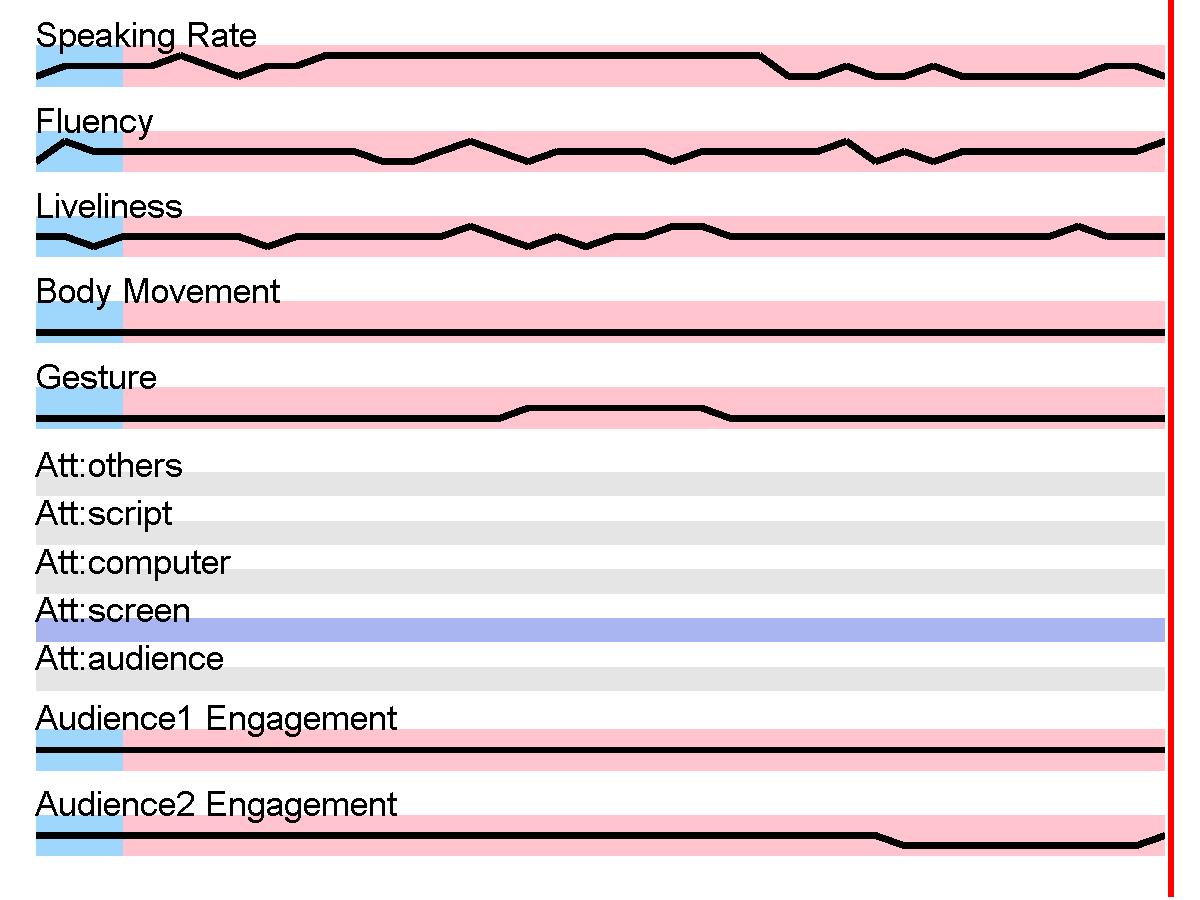 Speaking Rate
Fluency
Liveliness
Body Movement
Gesture
Att:others
Att:script
Att:computer
Att:screen
Att:audience
Audience1 Engagement
Audience2 Engagement